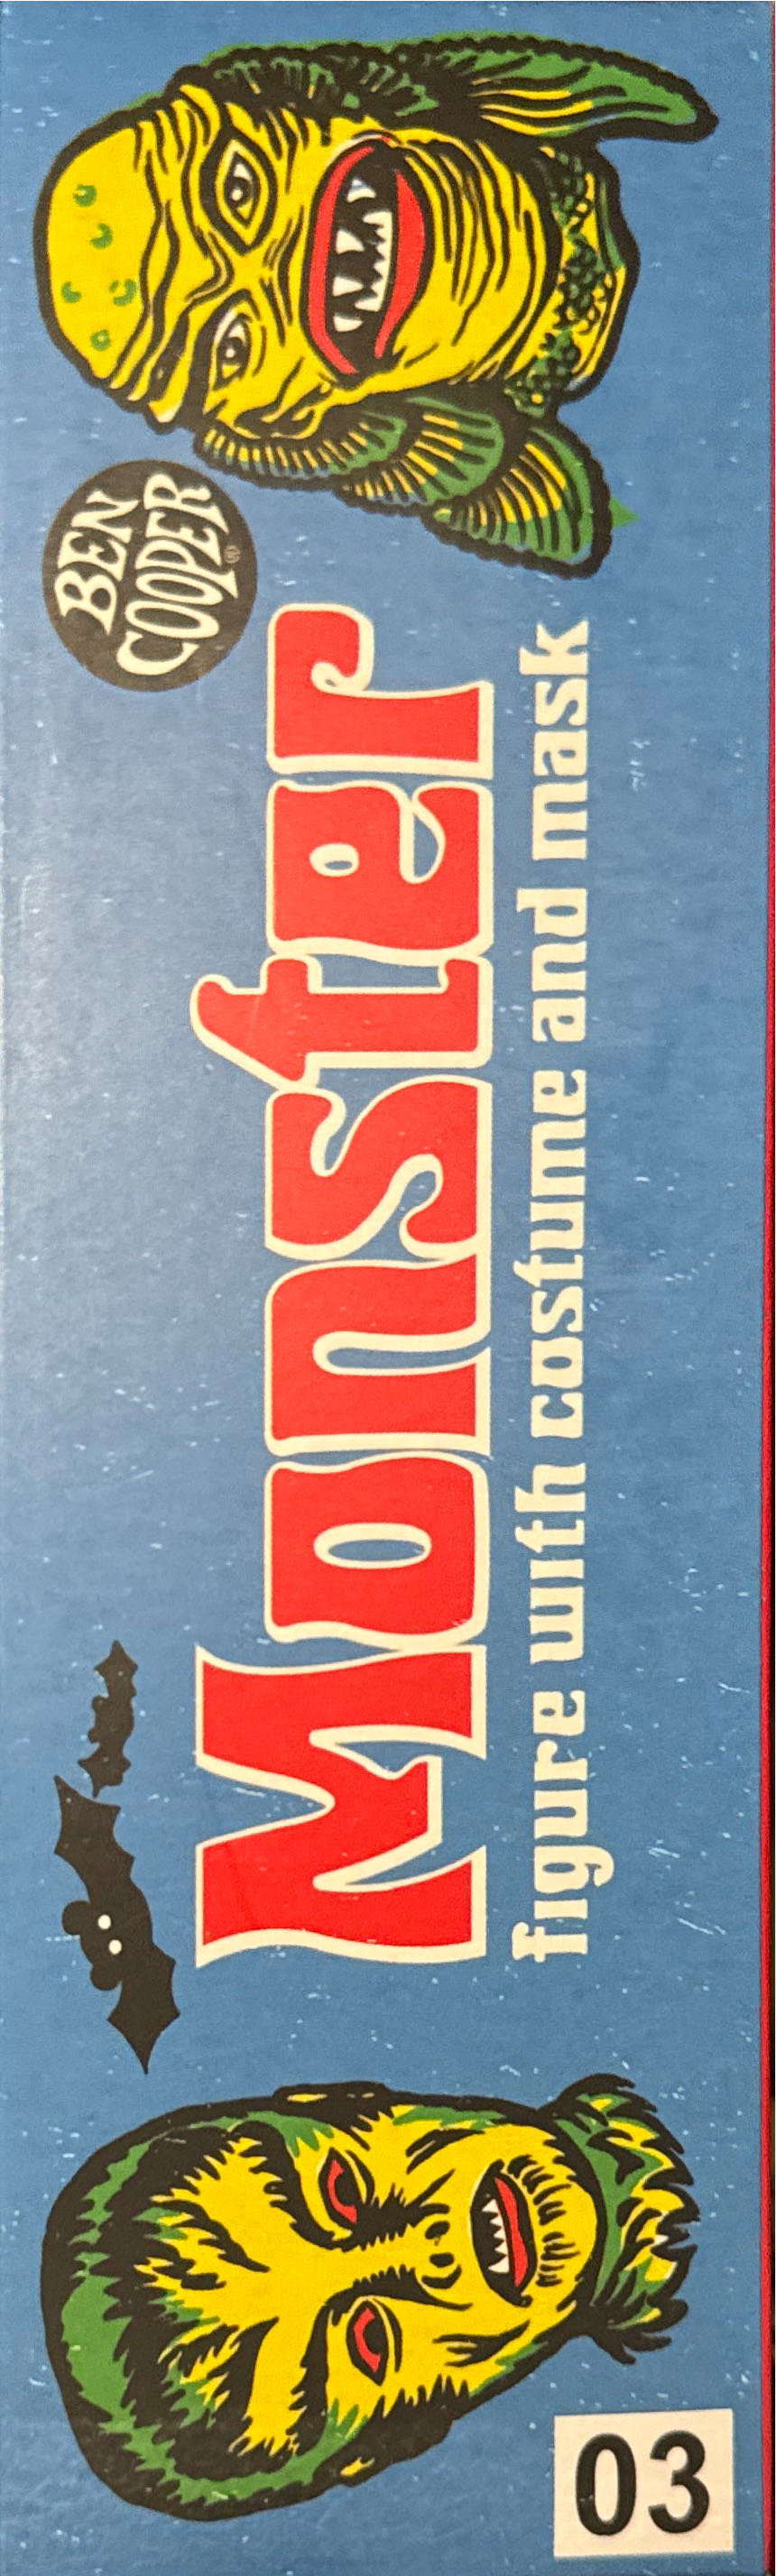 BEN
COOPER®
Monster
figure with costume and mask
03